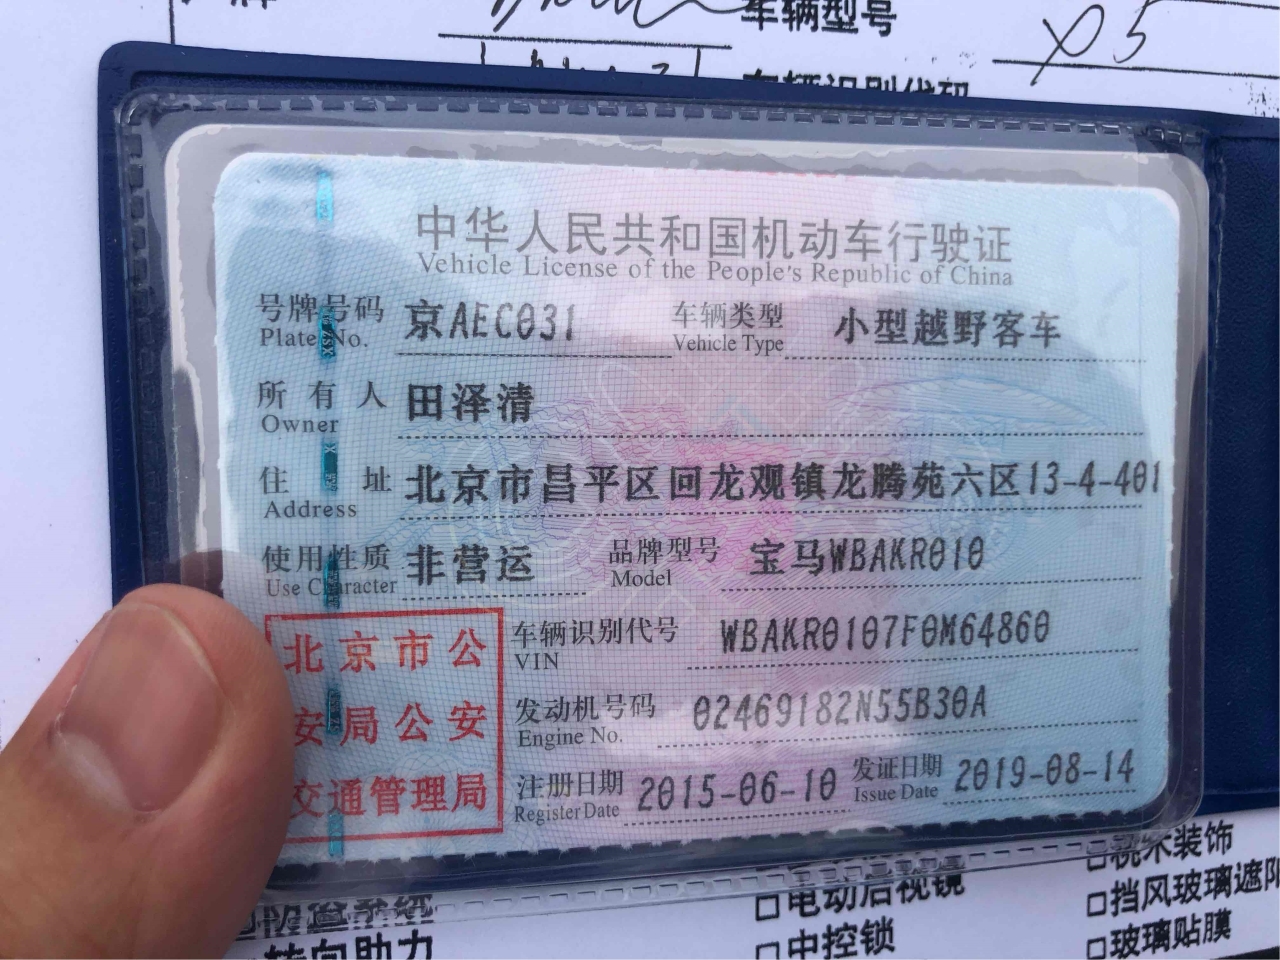 车辆型号 X5
中华人民共和国机动车行驶证
Vehicle License of the People's Republic of China
号牌号码 京AEC031 车辆类型 小型越野客车
Plate No. Vehicle Type
所有人 田泽清
Owner
住址 北京市昌平区回龙观镇龙腾苑六区13-4-401
Address
使用性质 非营运 品牌型号 宝马WBAKR010
Use Character Model
北京市公
安局公安
交通管理局
车辆识别代号 WBAKR0107F0M64860
VIN
发动机号码 02469182N55B30A
Engine No.
注册日期 2015-06-10 发证日期 2019-08-14
Register Date Issue Date
□电动后视镜
□挡风玻璃遮阳
转向助力 □中控锁 □玻璃贴膜